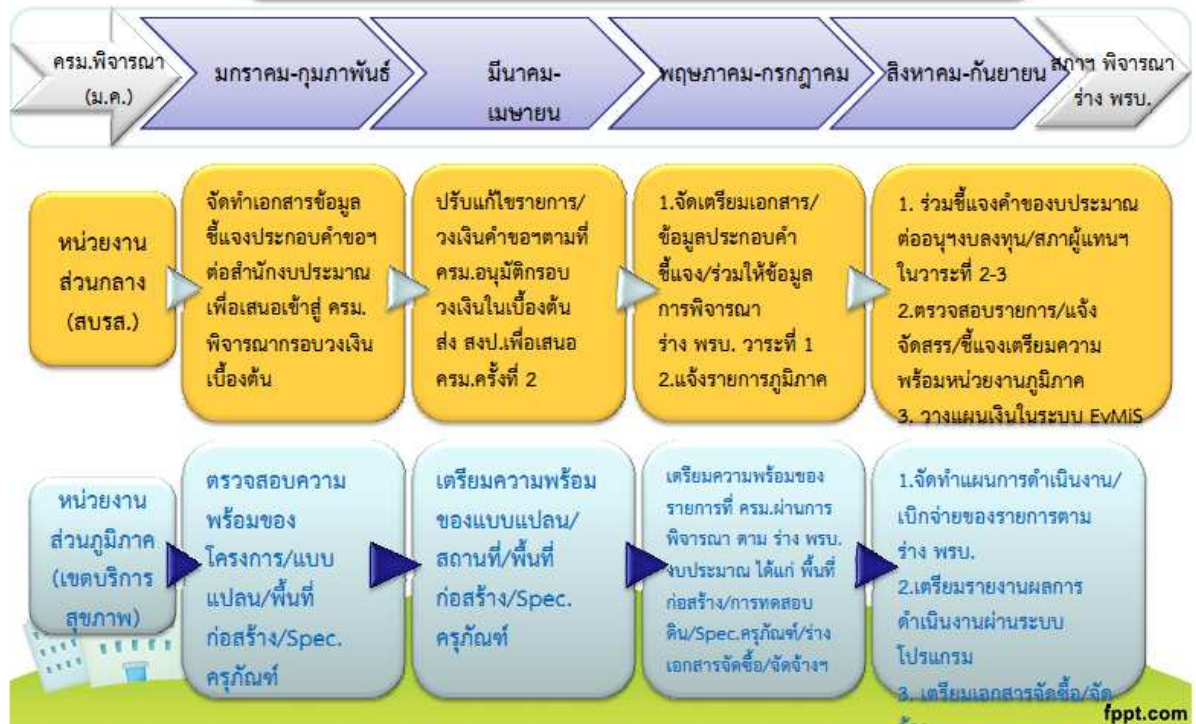 ครม.พิจารณา
(ม.ค.)
มกราคม-กุมภาพันธ์
มีนาคม-
เมษายน
พฤษภาคม-กรกฎาคม
สิงหาคม-กันยายน
สภาฯ พิจารณา
ร่าง พรบ.
หน่วยงาน
ส่วนกลาง
(สบรส.)
จัดทำเอกสารข้อมูล
ชี้แจงประกอบคำขอฯ
ต่อสำนักงบประมาณ
เพื่อเสนอเข้าสู่ ครม.
พิจารณากรอบวงเงิน
เบื้องต้น
ปรับแก้ไขรายการ/
วงเงินคำขอฯตามที่
ครม.อนุมัติกรอบ
วงเงินในเบื้องต้น
ส่ง สงป.เพื่อเสนอ
ครม.ครั้งที่ 2
1.จัดเตรียมเอกสาร/
ข้อมูลประกอบคำ
ชี้แจง/ร่วมให้ข้อมูล
การพิจารณา
ร่าง พรบ. วาระที่ 1
2.แจ้งรายการภูมิภาค
1. ร่วมชี้แจงคำของบประมาณ
ต่ออนุฯงบลงทุน/สภาผู้แทนฯ
ในวาระที่ 2-3
2.ตรวจสอบรายการ/แจ้ง
จัดสรร/ชี้แจงเตรียมความ
พร้อมหน่วยงานภูมิภาค
3. วางแผนเงินในระบบ EvMiS
หน่วยงาน
ส่วนภูมิภาค
(เขตบริการ
สุขภาพ)
ตรวจสอบความ
พร้อมของ
โครงการ/แบบ
แปลน/พื้นที่
ก่อสร้าง/Spec.
ครุภัณฑ์
เตรียมความพร้อม
ของแบบแปลน/
สถานที่/พื้นที่
ก่อสร้าง/Spec.
ครุภัณฑ์
เตรียมความพร้อมของ
รายการที่ ครม.ผ่านการ
พิจารณา ตาม ร่าง พรบ.
งบประมาณ ได้แก่ พื้นที่
ก่อสร้าง/การทดสอบ
ดิน/Spec.ครุภัณฑ์/ร่าง
เอกสารจัดซื้อ/จัดจ้างฯ
1.จัดทำแผนการดำเนินงาน/
เบิกจ่ายของรายการตาม
ร่าง พรบ.
2.เตรียมรายงานผลการ
ดำเนินงานผ่านระบบ
โปรแกรม
3. เตรียมเอกสารจัดซื้อ/จัด
fppt.com